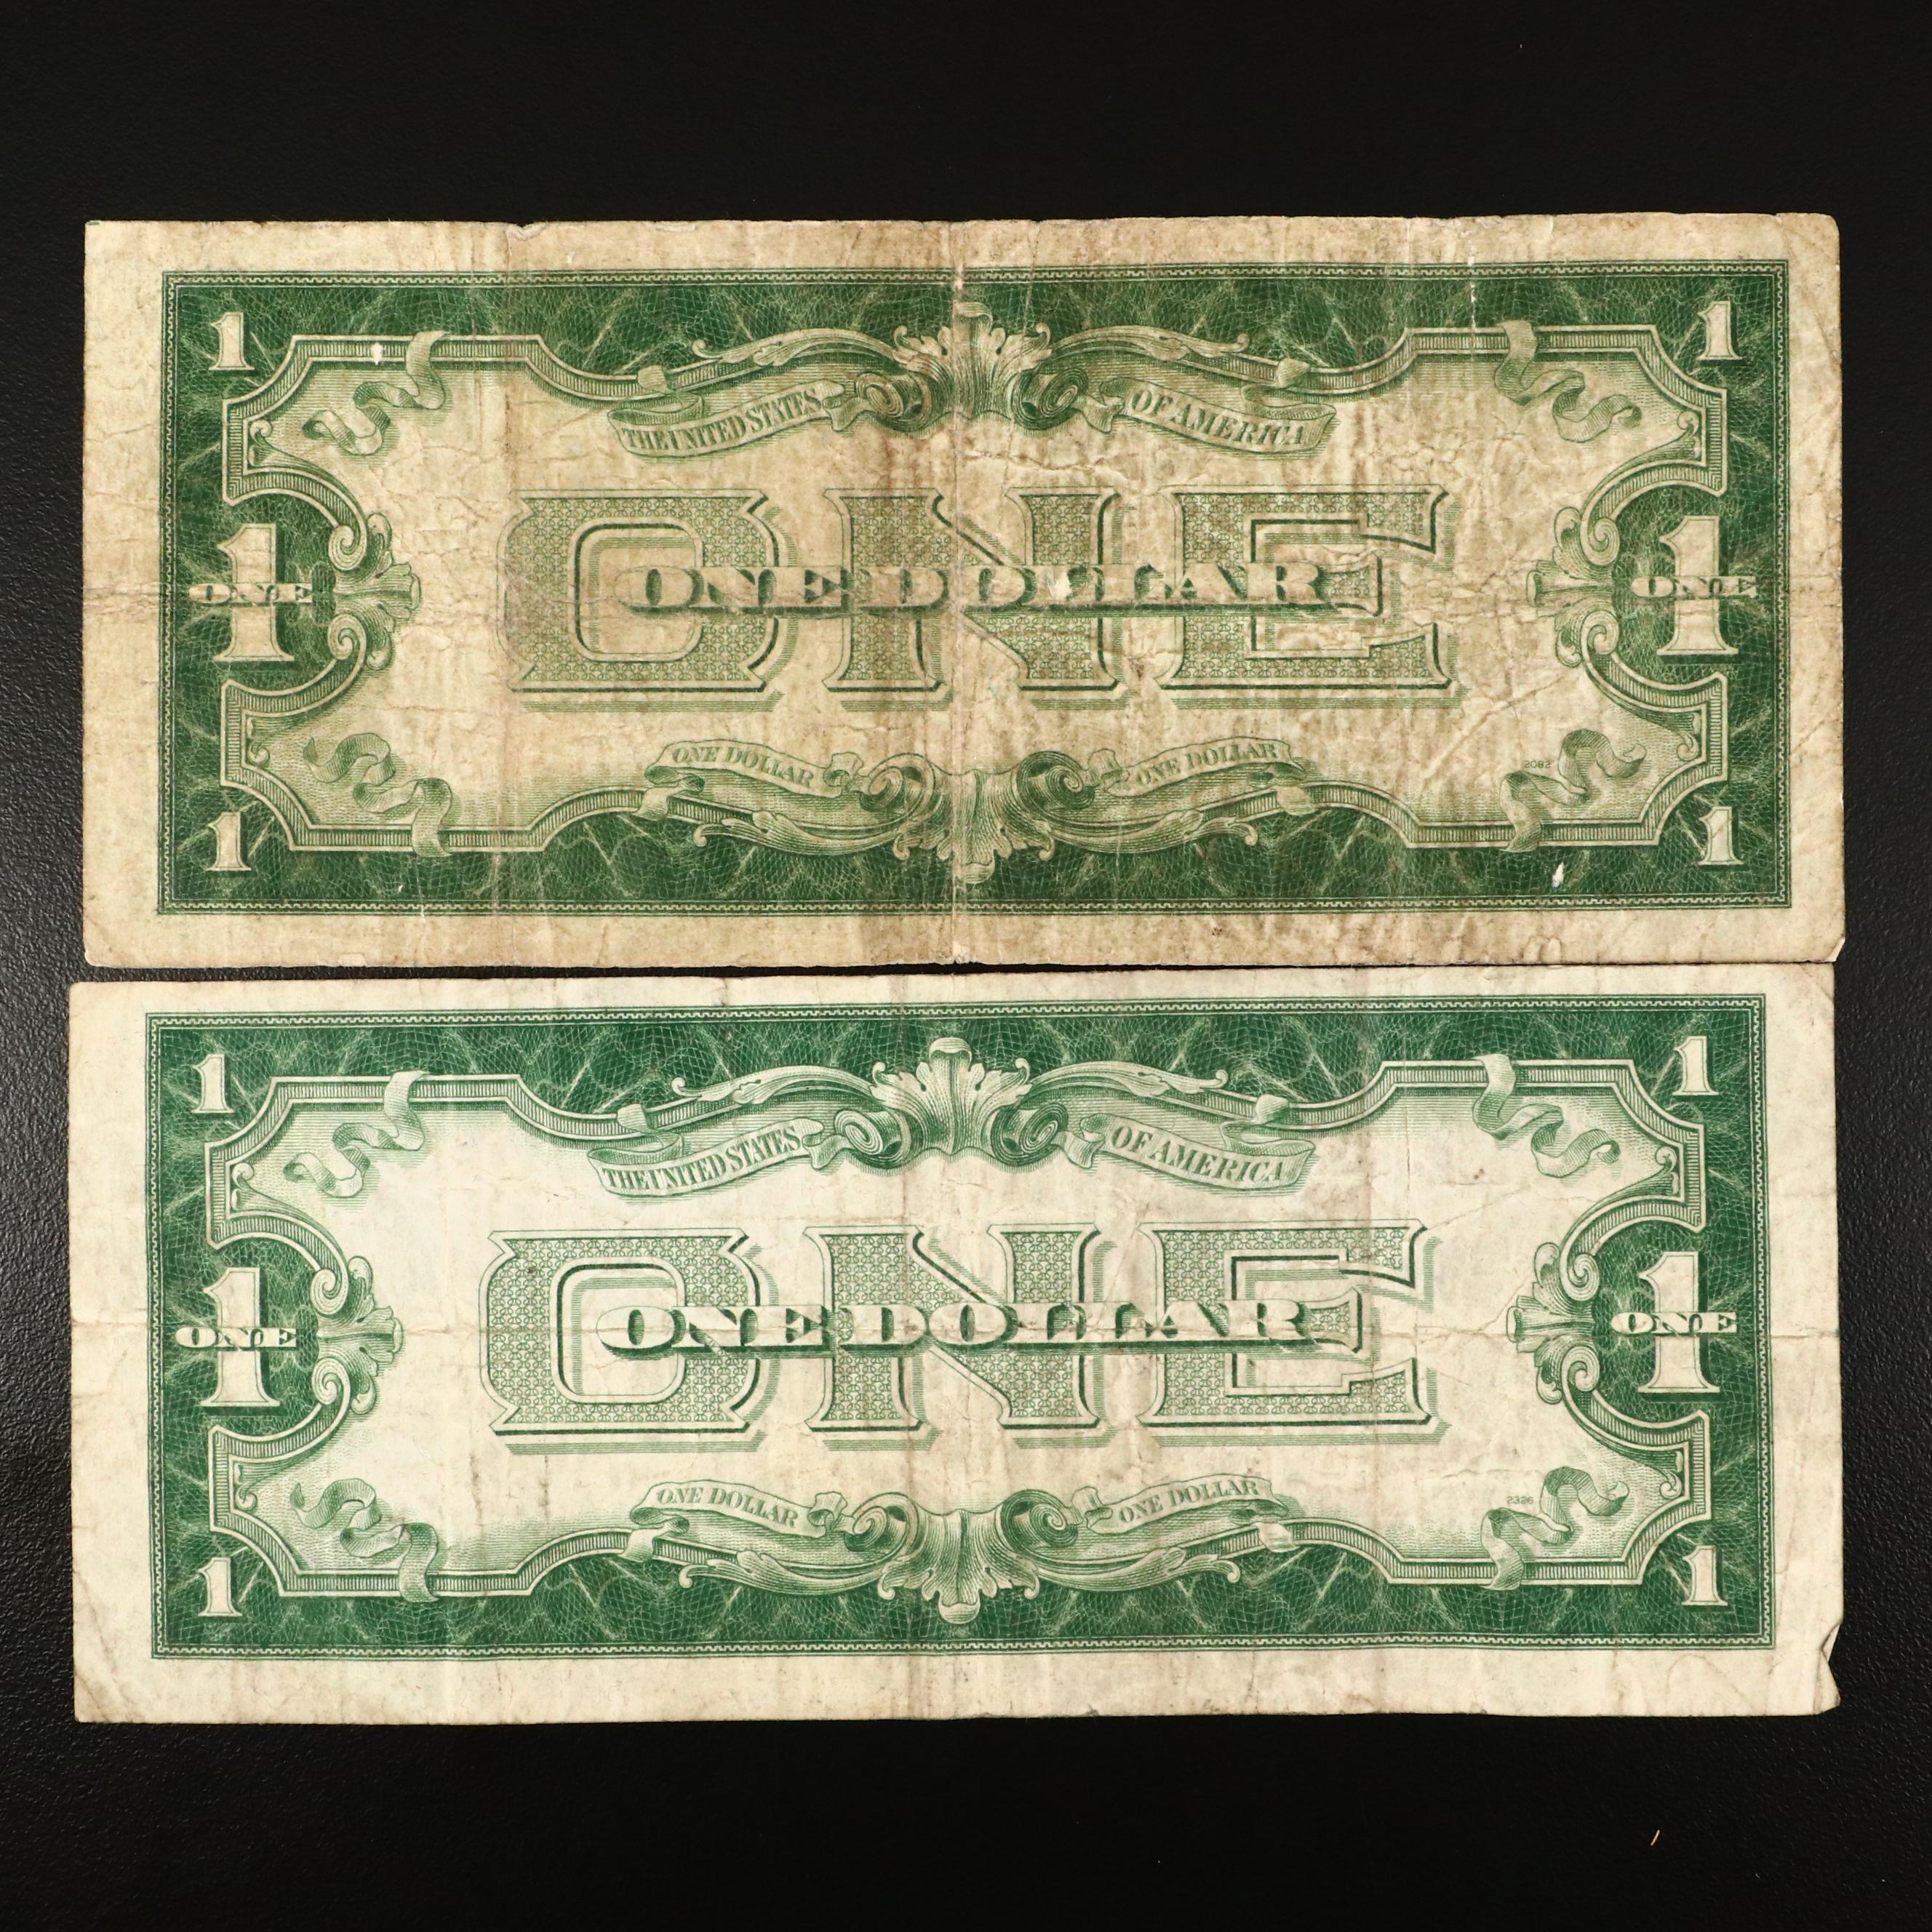 1 1
THE UNITED STATES OF AMERICA
ONE
1 ONE ONE DOLLAR 1 ONE
ONE DOLLAR ONE DOLLAR
2082
1 1
1 1
THE UNITED STATES OF AMERICA
ONE
1 ONE ONE DOLLAR 1 ONE
ONE DOLLAR ONE DOLLAR
2326
1 1